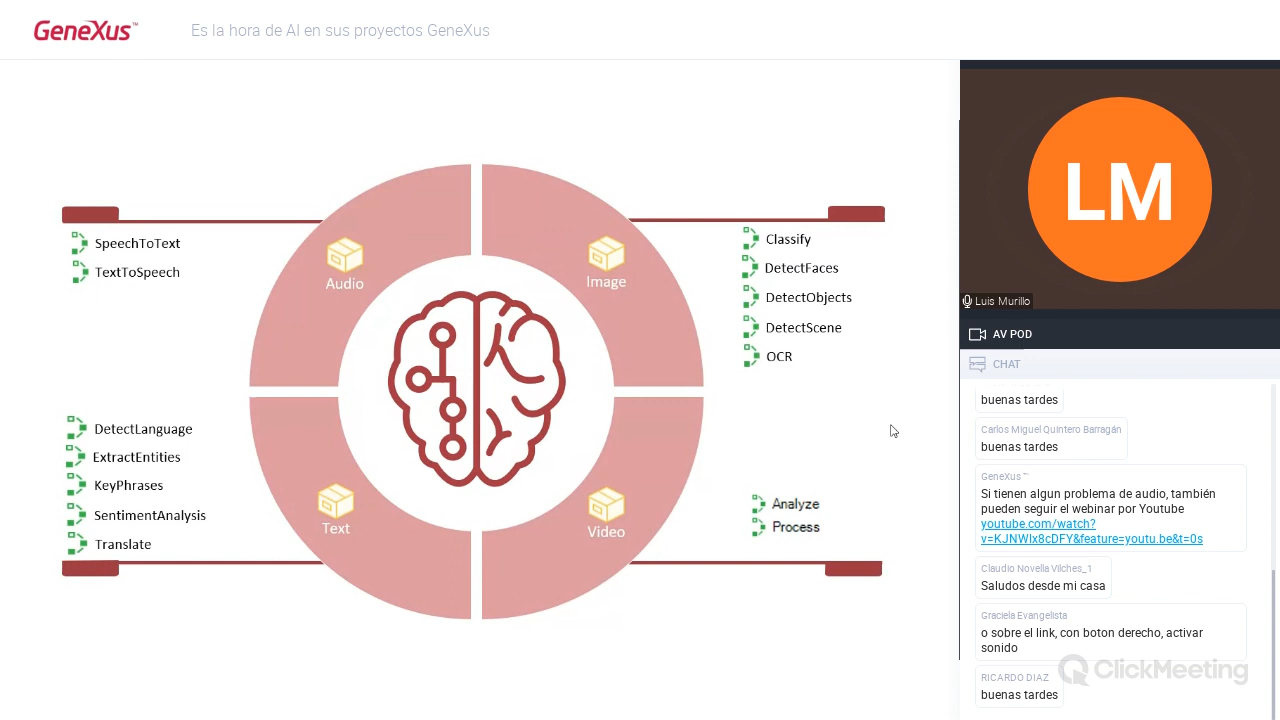 GeneXus™
Es la hora de AI en sus proyectos GeneXus
SpeechToText
TextToSpeech
Audio
Image
Classify
DetectFaces
DetectObjects
DetectScene
OCR
DetectLanguage
ExtractEntities
KeyPhrases
SentimentAnalysis
Translate
Text
Video
Analyze
Process
LM
Luis Murillo
AV POD
CHAT
buenas tardes
Carlos Miguel Quintero Barragán
buenas tardes
GeneXus ™
Si tienen algun problema de audio, también
pueden seguir el webinar por Youtube
youtube.com/watch?
v=KJNWlx8cDFY&feature=youtu.be&t=0s
Claudio Novella Vilches_1
Saludos desde mi casa
Graciela Evangelista
o sobre el link, con boton derecho, activar
sonido
ClickMeeting
RICARDO DIAZ
buenas tardes